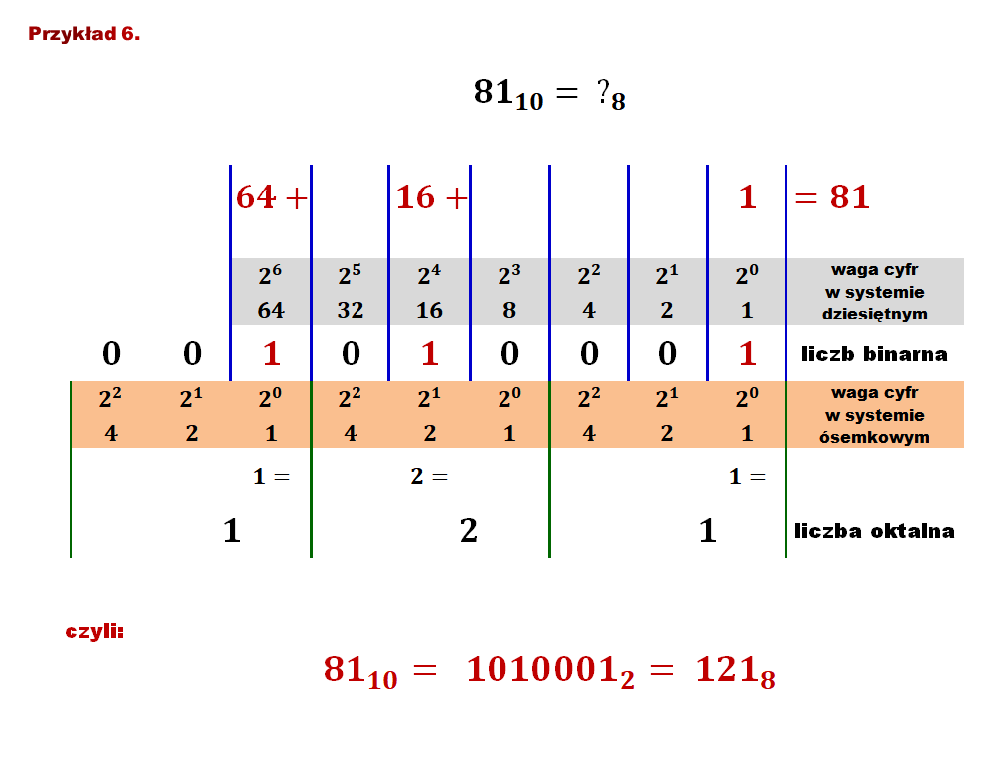 Przykład 6.
81₁₀ = ?₈
64 + 16 + 1 = 81
2⁶ 2⁵ 2⁴ 2³ 2² 2¹ 2⁰ waga cyfr
w systemie
64 32 16 8 4 2 1 dziesiętnym
0 0 1 0 1 0 0 0 1 liczb binarna
2² 2¹ 2⁰ 2² 2¹ 2⁰ 2² 2¹ 2⁰ waga cyfr
w systemie
4 2 1 4 2 1 4 2 1 ósemkowym
1 = 2 = 1 =
1 2 1 liczba oktalna
czyli:
81₁₀ = 1010001₂ = 121₈